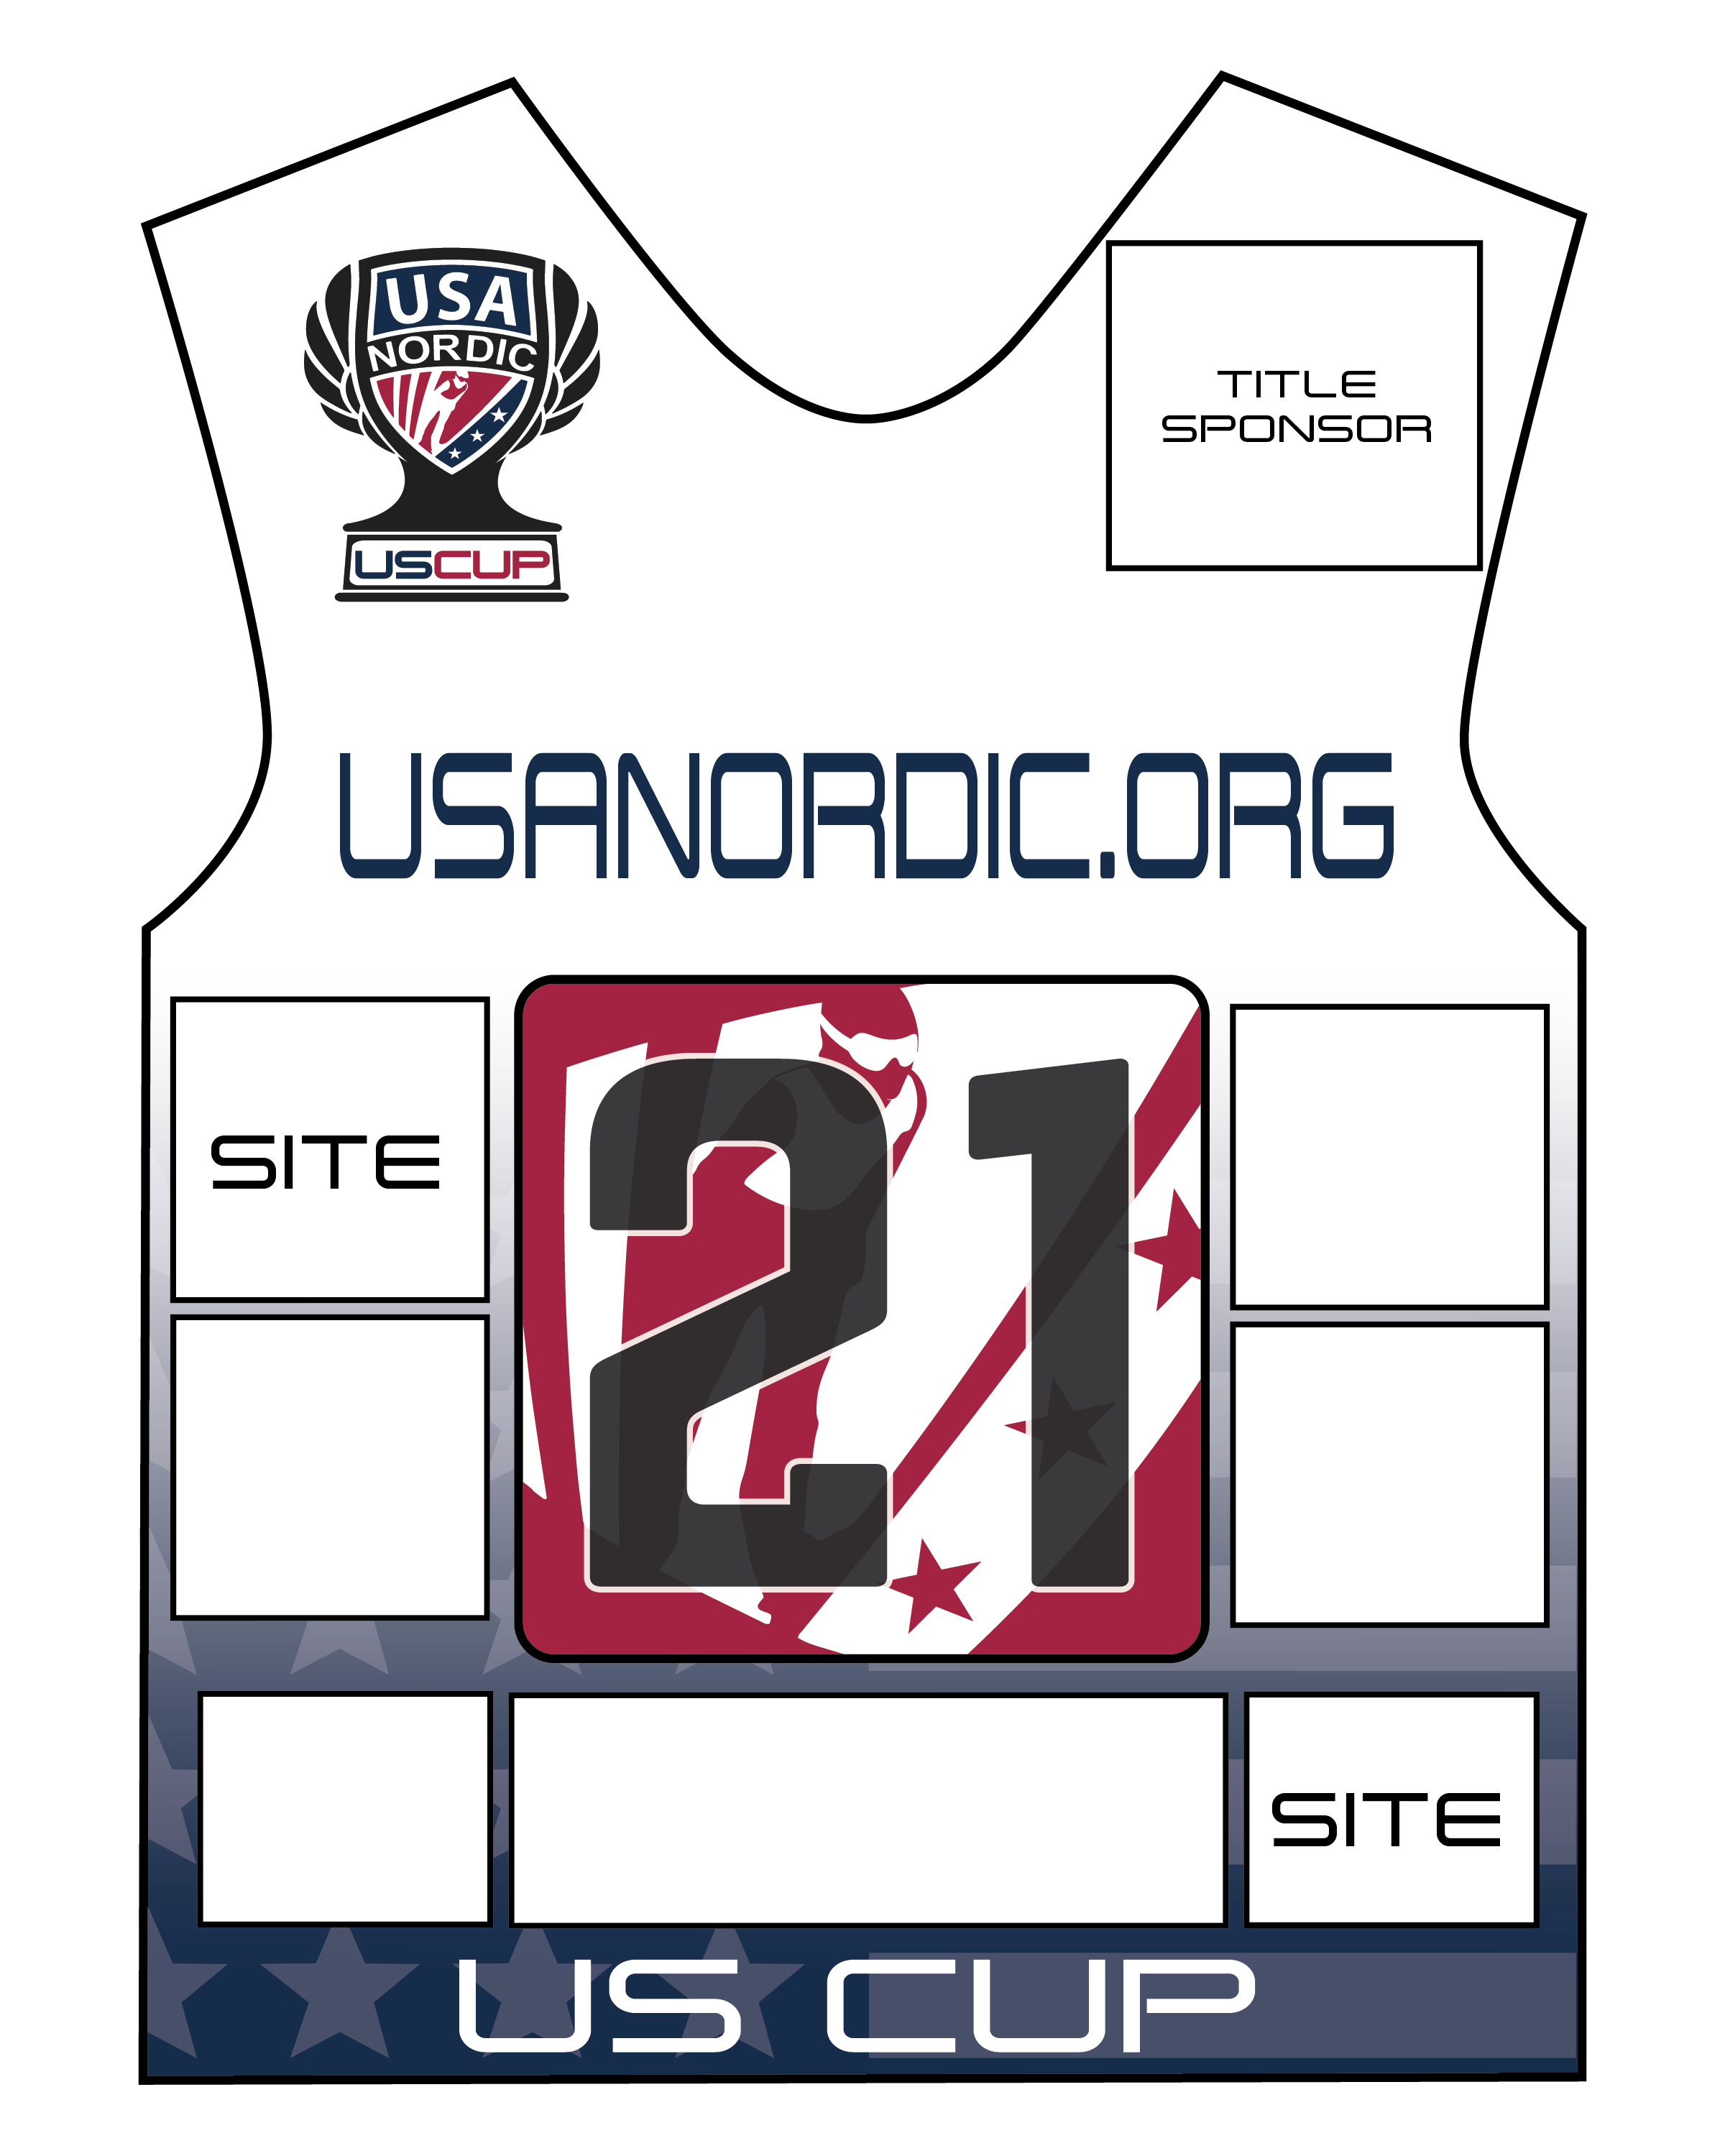 USA
NORDIC
USCUP
TITLE
SPONSOR
USANORDIC.ORG
SITE
21
SITE
US CUP